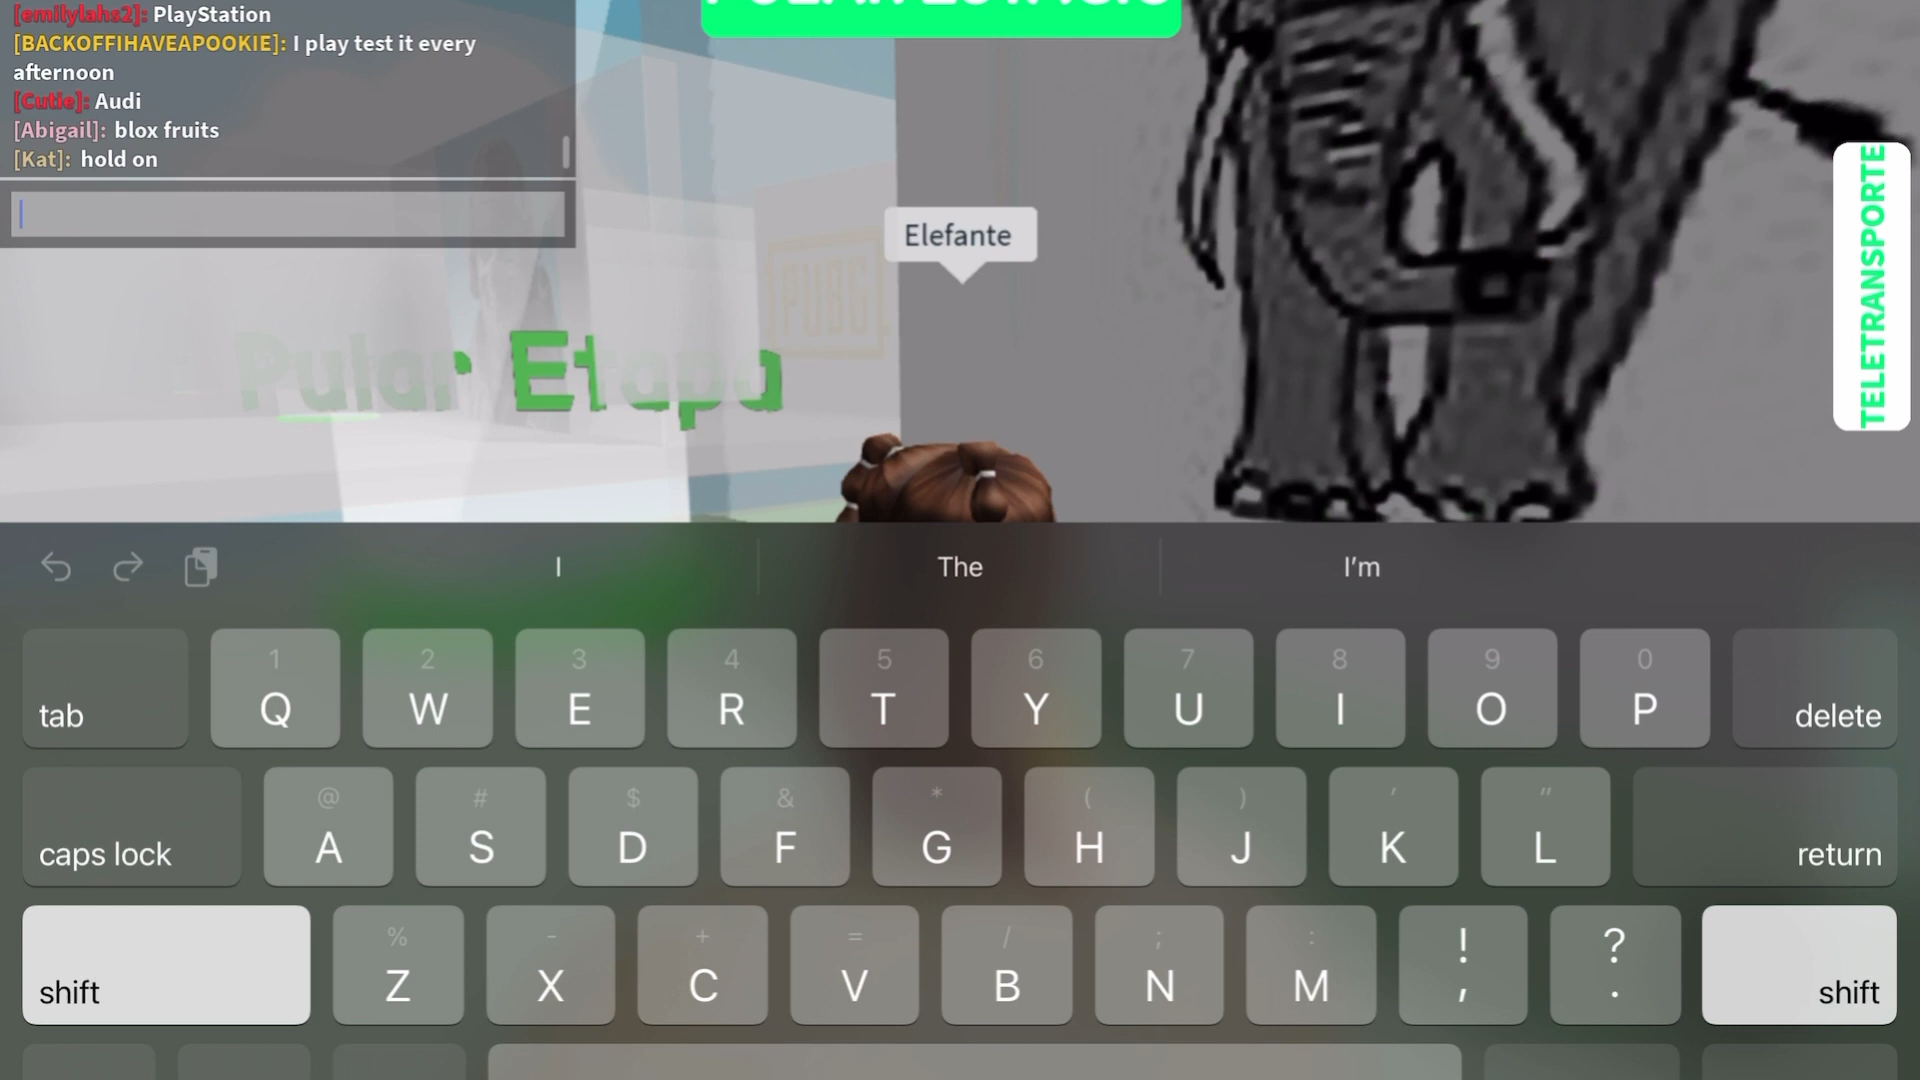 [emilylahs2]: PlayStation
[BACKOFFIHAVEAPOOKIE]: I play test it every
afternoon
[Cutie]: Audi
[Abigail]: blox fruits
[Kat]: hold on
Elefante
TELETRANSPORTE
PUBG
Pular Etapa
I The I'm
1 2 3 4 5 6 7 8 9 0
tab Q W E R T Y U I O P delete
@ # $ & * ( ) ' "
caps lock A S D F G H J K L return
% - + = / ; : ! ?
shift Z X C V B N M , . shift